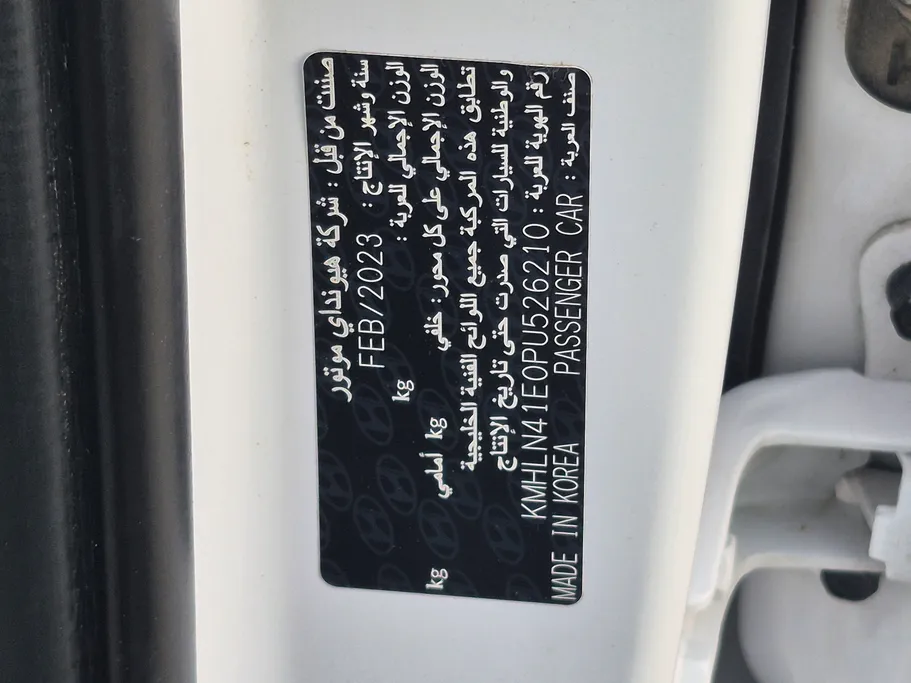 صنعت من قبل : شركة هيونداي موتور
سنة وشهر الإنتاج : FEB/2023
الوزن الإجمالي للعربة : kg
الوزن الإجمالي على كل محور: خلفي kg أمامي kg
تطابق هذه المركبة جميع اللوائح الفنية الخليجية
والوطنية للسيارات التي صدرت حتى تاريخ الإنتاج
رقم الهوية للعربة : KMHLN41E0PU526210
صنف العربة : PASSENGER CAR MADE IN KOREA